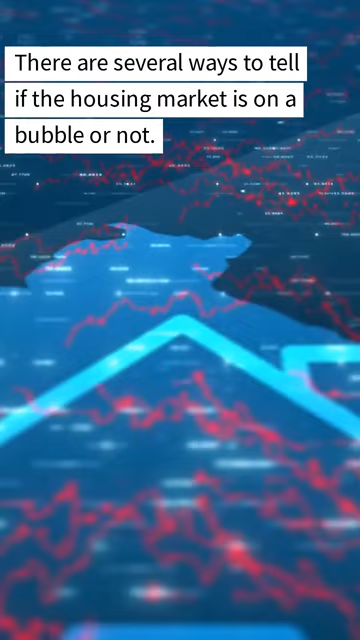 There are several ways to tell
if the housing market is on a
bubble or not.